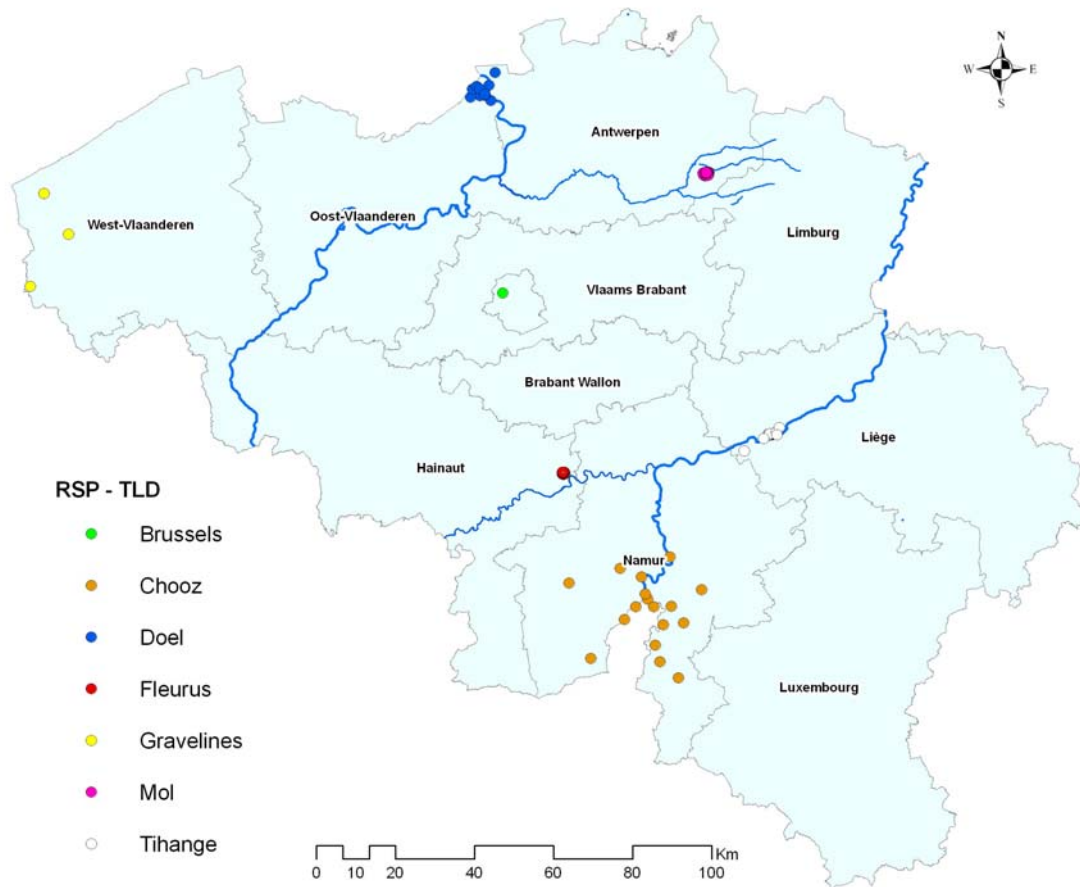 N
W E
S
Antwerpen
West-Vlaanderen
Oost-Vlaanderen
Limburg
Vlaams Brabant
Brabant Wallon
Liège
Hainaut
RSP - TLD
Brussels
Chooz
Namur
Doel
Fleurus
Luxembourg
Gravelines
Mol
Tihange
Km
0 20 40 60 80 100